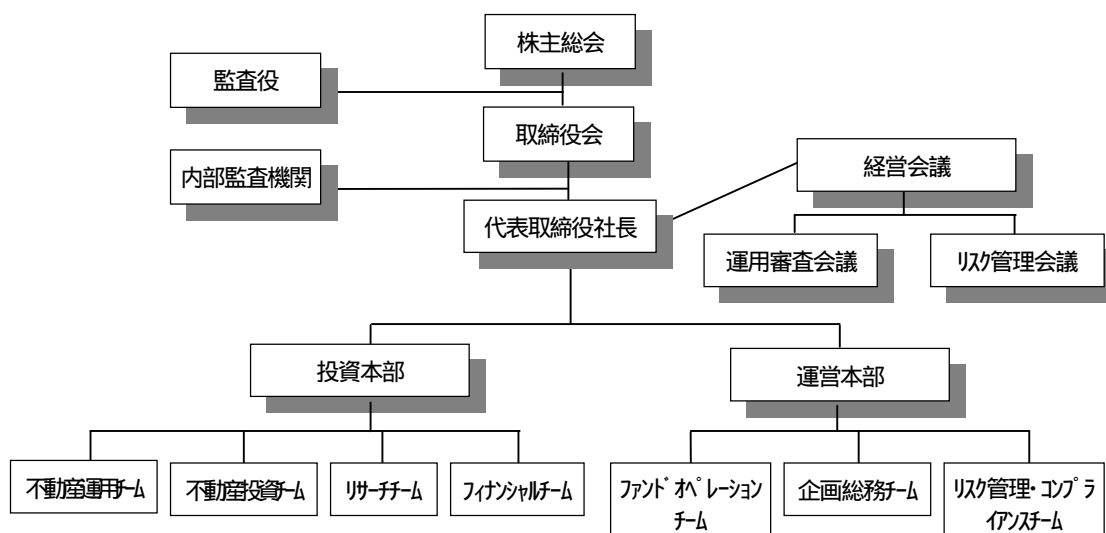 株主総会
監査役
取締役会
内部監査機関
経営会議
代表取締役社長
運用審査会議
ﾘｽｸ管理会議
投資本部
運営本部
不動産運用ﾁｰﾑ
不動産投資ﾁｰﾑ
ﾘｻｰﾁﾁｰﾑ
ﾌｨﾅﾝｼｬﾙﾁｰﾑ
ﾌｧﾝﾄﾞｵﾍﾟﾚｰｼｮﾝ
ﾁｰﾑ
企画総務ﾁｰﾑ
ﾘｽｸ管理・ｺﾝﾌﾟﾗ
ｲｱﾝｽﾁｰﾑ